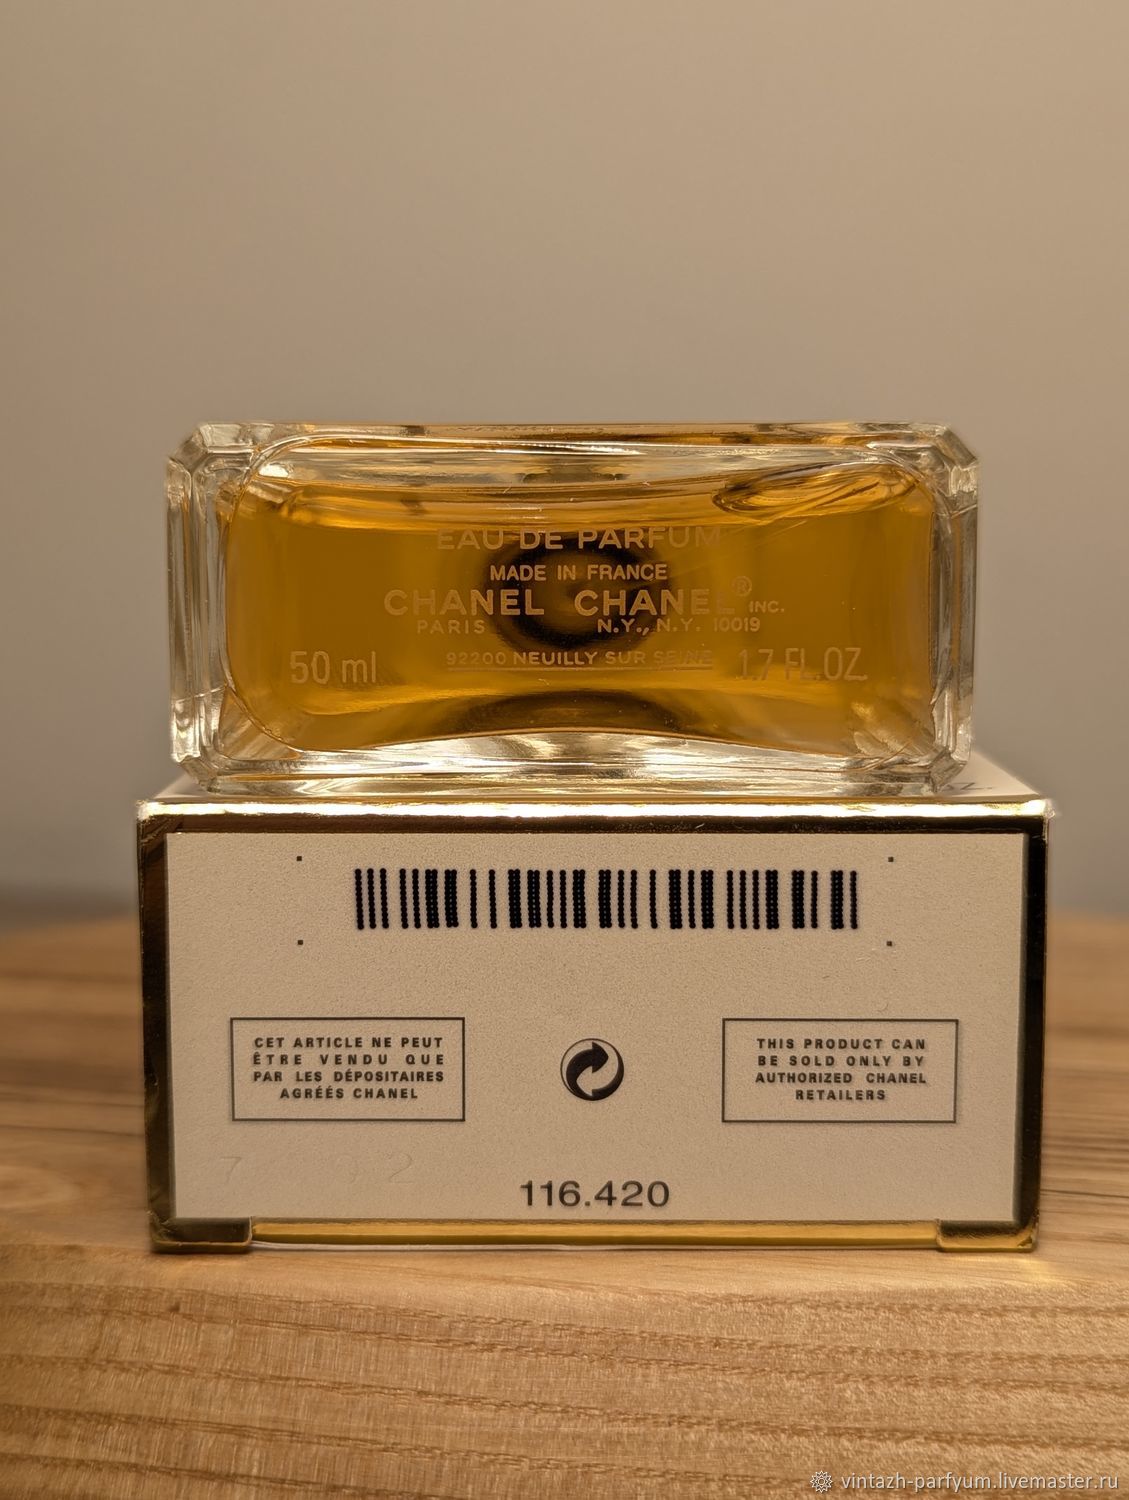 EAU DE PARFUM
MADE IN FRANCE
CHANEL CHANEL ® INC.
PARIS N.Y., N.Y. 10019
50 ml 92200 NEUILLY SUR SEINE 1.7 FL.OZ.
CET ARTICLE NE PEUT
ÊTRE VENDU QUE
PAR LES DÉPOSITAIRES
AGRÉÉS CHANEL
THIS PRODUCT CAN
BE SOLD ONLY BY
AUTHORIZED CHANEL
RETAILERS
116.420
vintazh-parfyum.livemaster.ru